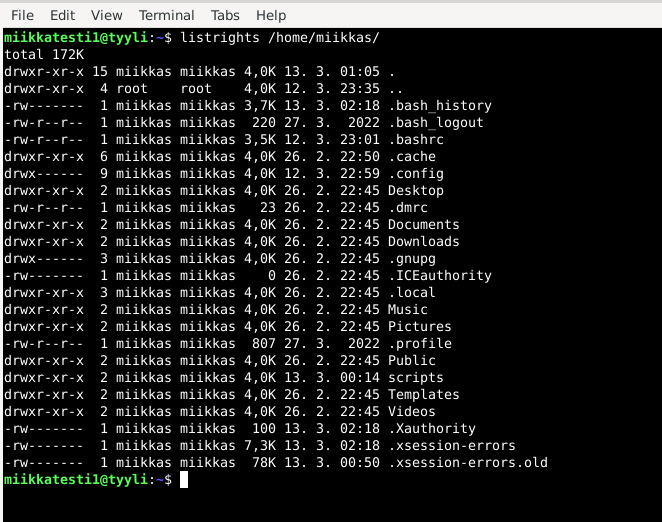 File Edit View Terminal Tabs Help
miikkatesti1@tyyli:~$ listrights /home/miikkas/
total 172K
drwxr-xr-x 15 miikkas miikkas 4,0K 13. 3. 01:05 .
drwxr-xr-x  4 root    root    4,0K 12. 3. 23:35 ..
-rw-------  1 miikkas miikkas 3,7K 13. 3. 02:18 .bash_history
-rw-r--r--  1 miikkas miikkas  220 27. 3.  2022 .bash_logout
-rw-r--r--  1 miikkas miikkas 3,5K 12. 3. 23:01 .bashrc
drwxr-xr-x  6 miikkas miikkas 4,0K 26. 2. 22:50 .cache
drwx------  9 miikkas miikkas 4,0K 12. 3. 22:59 .config
drwxr-xr-x  2 miikkas miikkas 4,0K 26. 2. 22:45 Desktop
-rw-r--r--  1 miikkas miikkas   23 26. 2. 22:45 .dmrc
drwxr-xr-x  2 miikkas miikkas 4,0K 26. 2. 22:45 Documents
drwxr-xr-x  2 miikkas miikkas 4,0K 26. 2. 22:45 Downloads
drwx------  3 miikkas miikkas 4,0K 26. 2. 22:45 .gnupg
-rw-------  1 miikkas miikkas    0 26. 2. 22:45 .ICEauthority
drwxr-xr-x  3 miikkas miikkas 4,0K 26. 2. 22:45 .local
drwxr-xr-x  2 miikkas miikkas 4,0K 26. 2. 22:45 Music
drwxr-xr-x  2 miikkas miikkas 4,0K 26. 2. 22:45 Pictures
-rw-r--r--  1 miikkas miikkas  807 27. 3.  2022 .profile
drwxr-xr-x  2 miikkas miikkas 4,0K 26. 2. 22:45 Public
drwxr-xr-x  2 miikkas miikkas 4,0K 13. 3. 00:14 scripts
drwxr-xr-x  2 miikkas miikkas 4,0K 26. 2. 22:45 Templates
drwxr-xr-x  2 miikkas miikkas 4,0K 26. 2. 22:45 Videos
-rw-------  1 miikkas miikkas  100 13. 3. 02:18 .Xauthority
-rw-------  1 miikkas miikkas 7,3K 13. 3. 02:18 .xsession-errors
-rw-------  1 miikkas miikkas  78K 13. 3. 00:50 .xsession-errors.old
miikkatesti1@tyyli:~$